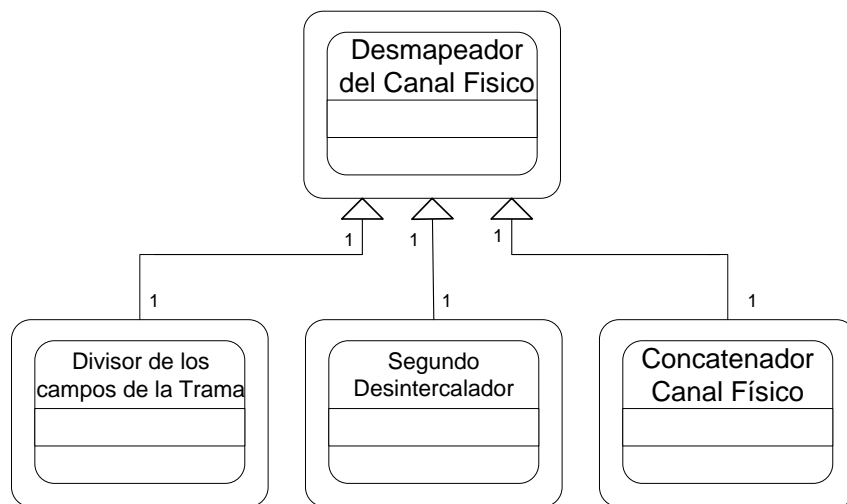 Desmapeador
del Canal Fisico
1
1
1
1
1
1
Divisor de los
campos de la Trama
Segundo
Desintercalador
Concatenador
Canal Físico